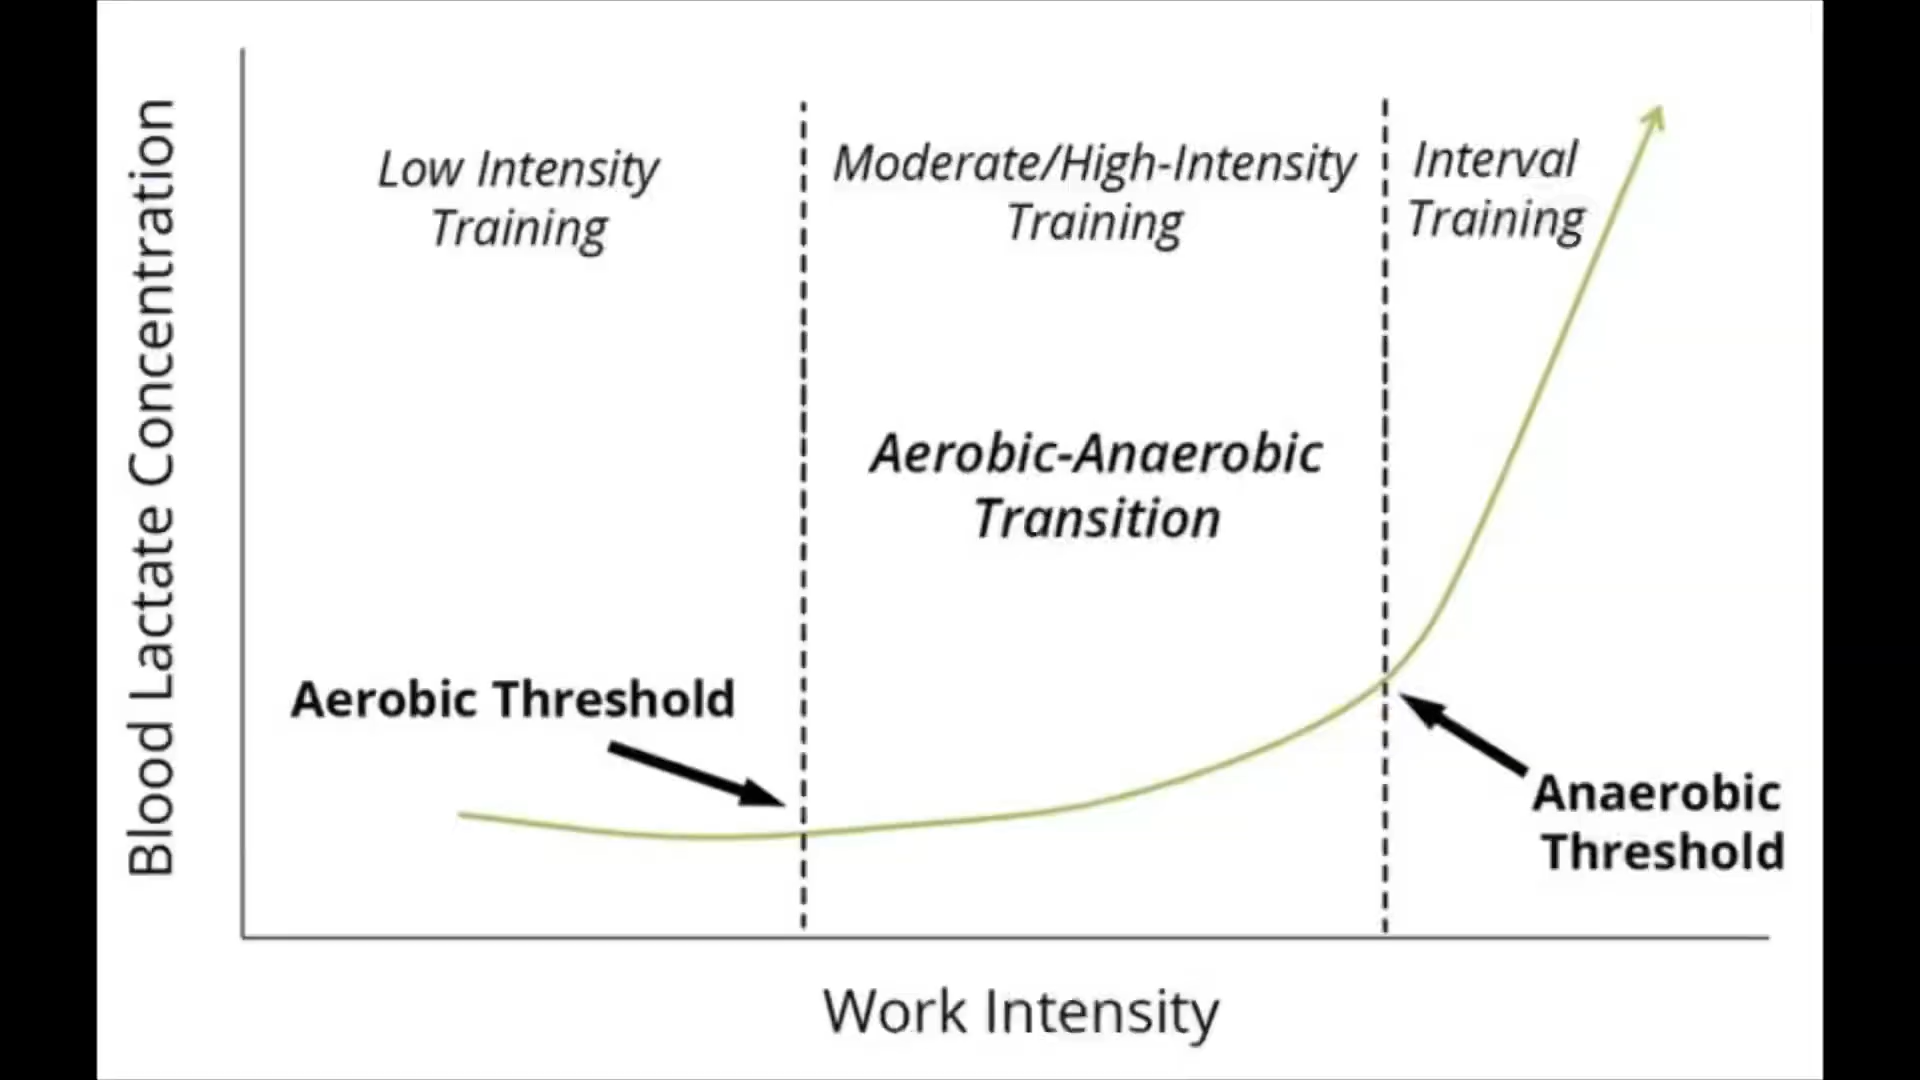 Blood Lactate Concentration
Low Intensity
Training
Moderate/High-Intensity
Training
Interval
Training
Aerobic-Anaerobic
Transition
Aerobic Threshold
Anaerobic
Threshold
Work Intensity